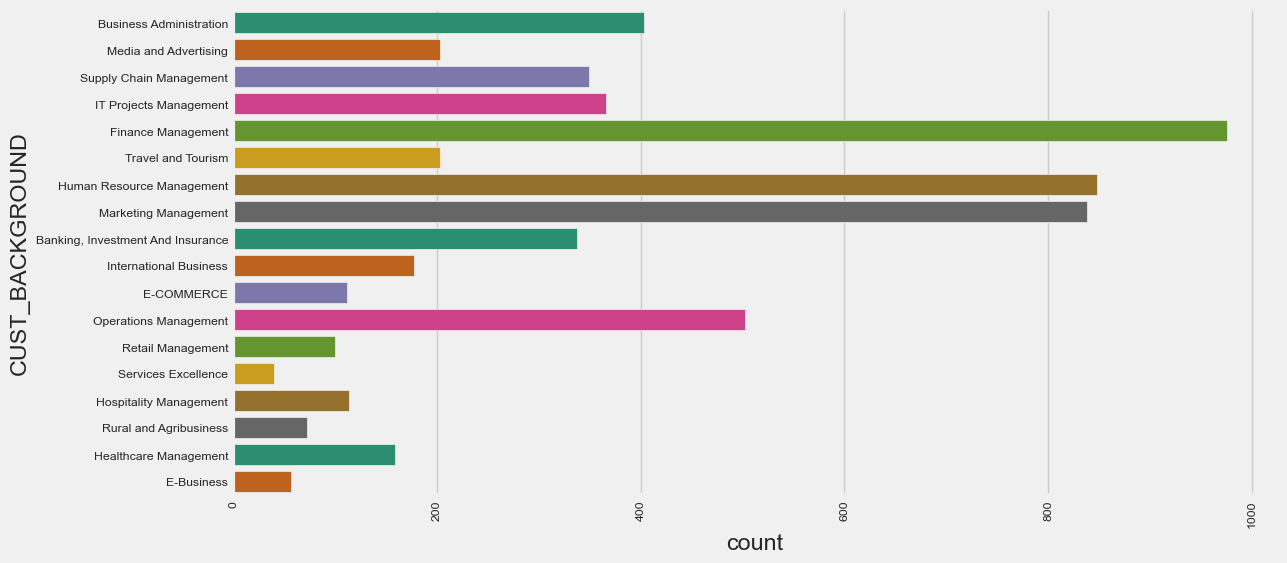 CUST_BACKGROUND
Business Administration
Media and Advertising
Supply Chain Management
IT Projects Management
Finance Management
Travel and Tourism
Human Resource Management
Marketing Management
Banking, Investment And Insurance
International Business
E-COMMERCE
Operations Management
Retail Management
Services Excellence
Hospitality Management
Rural and Agribusiness
Healthcare Management
E-Business
0
200
400
600
800
1000
count